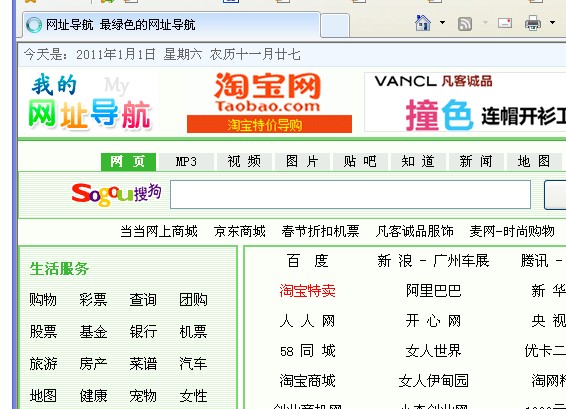 网址导航 最绿色的网址导航
今天是：2011年1月1日 星期六 农历十一月廿七
我的 My
网址导航
淘宝网
Taobao.com
淘宝特价导购
VANCL 凡客诚品
撞色 连帽开衫
网 页 MP3 视 频 图 片 贴 吧 知 道 新 闻 地 图
Sogou搜狗
当当网上商城 京东商城 春节折扣机票 凡客诚品服饰 麦网-时尚购物
生活服务
购物 彩票 查询 团购
股票 基金 银行 机票
旅游 房产 菜谱 汽车
地图 健康 宠物 女性
百 度 新 浪 - 广州车展 腾讯 -
淘宝特卖 阿里巴巴 新 华
人 人 网 开 心 网 央 视
58 同 城 女人世界 优卡二
淘宝商城 女人伊甸园 淘网